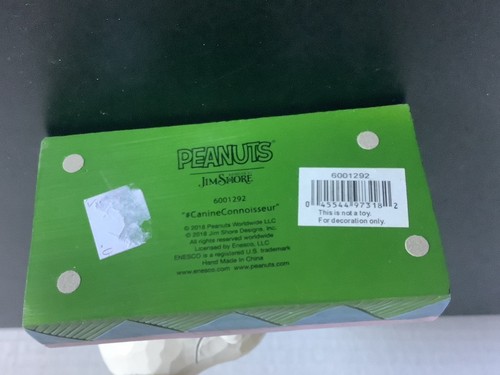 PEANUTS
JIM SHORE
6001292
"#CanineConnoisseur"
© 2018 Peanuts Worldwide LLC
© 2018 Jim Shore Designs, Inc.
All rights reserved worldwide
Licensed by Enesco, LLC
ENESCO is a registered U.S. trademark
Hand Made In China
www.enesco.com www.peanuts.com
6001292
0 45544 97318 2
This is not a toy.
For decoration only.